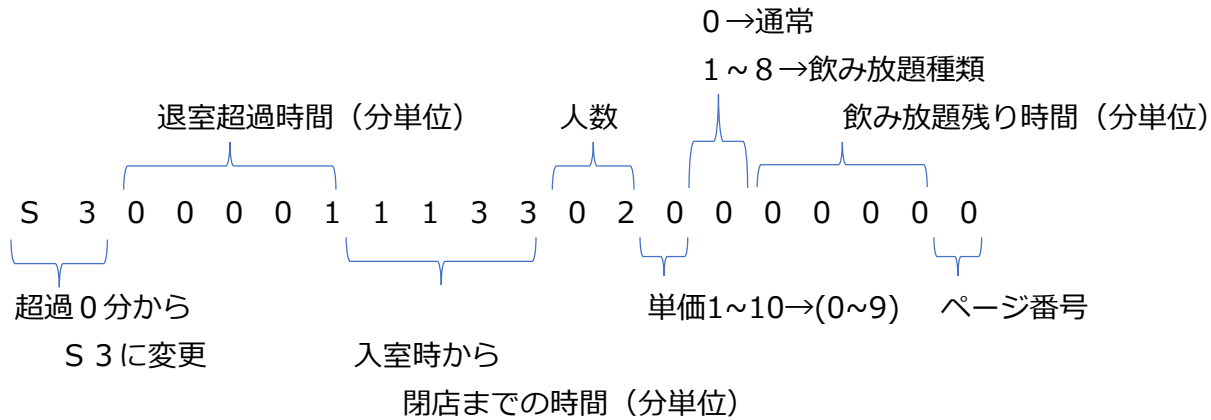 ０→通常
１~８→飲み放題種類
退室超過時間（分単位） 人数 飲み放題残り時間（分単位）
S 3 0 0 0 0 1 1 1 3 3 0 2 0 0 0 0 0 0 0
超過０分から 単価1~10→(0~9) ページ番号
Ｓ３に変更 入室時から
閉店までの時間（分単位）